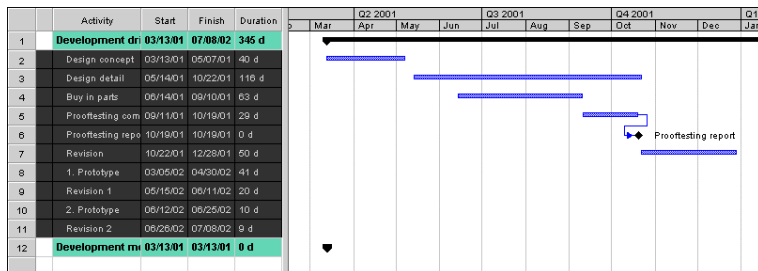 Activity Start Finish Duration
Q2 2001 Q3 2001 Q4 2001 Q1
Mar Apr May Jun Jul Aug Sep Oct Nov Dec Jan
1 Development dri 03/13/01 07/08/02 345 d
2 Design concept 03/13/01 05/07/01 40 d
3 Design detail 05/14/01 10/22/01 116 d
4 Buy in parts 06/14/01 09/10/01 63 d
5 Prooftesting com 09/11/01 10/19/01 29 d
6 Prooftesting repo 10/19/01 10/19/01 0 d Prooftesting report
7 Revision 10/22/01 12/28/01 50 d
8 1. Prototype 03/05/02 04/30/02 41 d
9 Revision 1 05/15/02 06/11/02 20 d
10 2. Prototype 06/12/02 06/25/02 10 d
11 Revision 2 06/26/02 07/08/02 9 d
12 Development mo 03/13/01 03/13/01 0 d